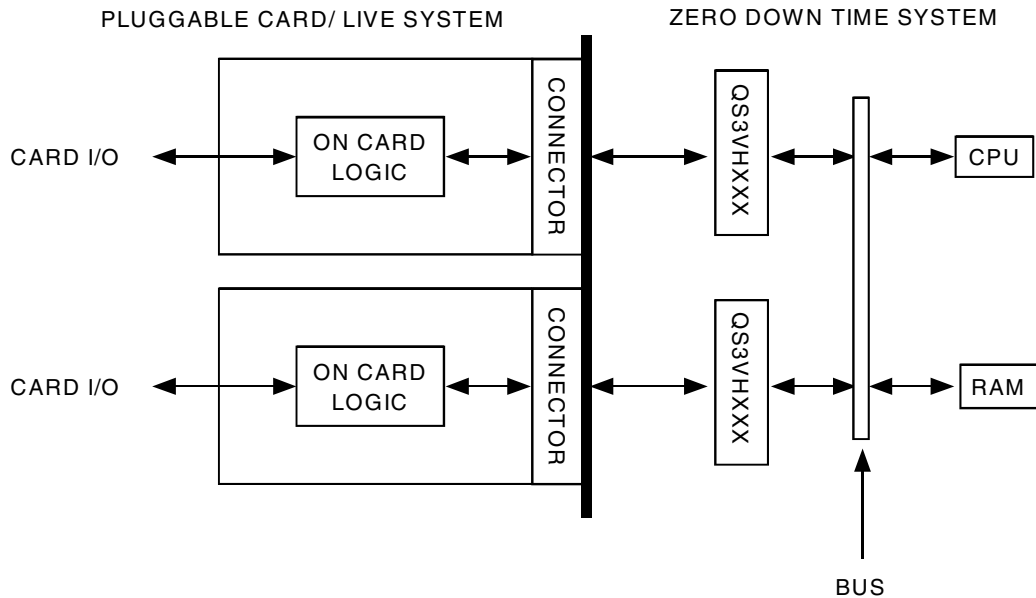 PLUGGABLE CARD/ LIVE SYSTEM
ZERO DOWN TIME SYSTEM
CARD I/O
ON CARD
LOGIC
CONNECTOR
QS3VHXXX
CPU
CARD I/O
ON CARD
LOGIC
CONNECTOR
QS3VHXXX
RAM
BUS